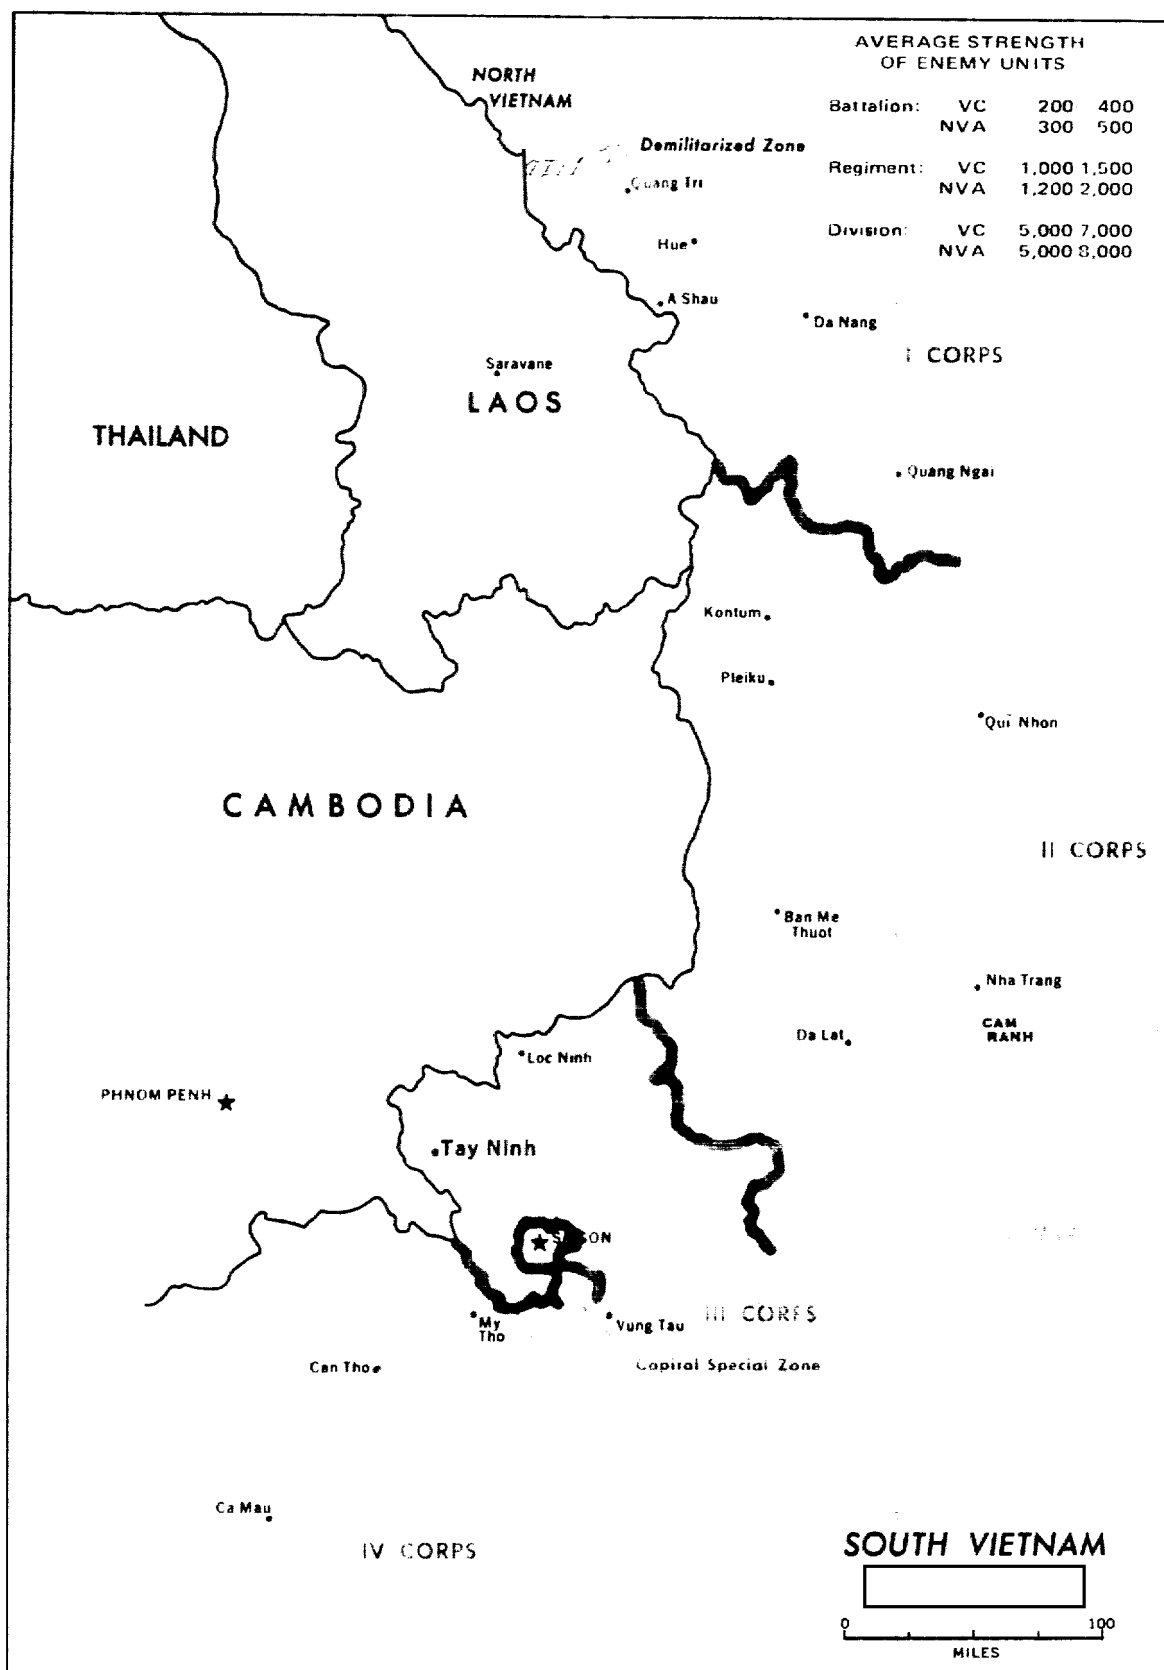 AVERAGE STRENGTH
OF ENEMY UNITS
Battalion: VC 200 400
NVA 300 500
Regiment: VC 1,000 1,500
NVA 1,200 2,000
Division: VC 5,000 7,000
NVA 5,000 8,000
NORTH
VIETNAM
Demilitarized Zone
Quang Tri
Hue
A Shau
Da Nang
I CORPS
Saravane
LAOS
THAILAND
Quang Ngai
Kontum
Pleiku
Qui Nhon
CAMBODIA
II CORPS
Ban Me
Thuot
Nha Trang
CAM
RANH
Da Lat
Loc Ninh
PHNOM PENH
Tay Ninh
III CORPS
My
Tho
Vung Tau
Can Tho
Capital Special Zone
Ca Mau
IV CORPS
SOUTH VIETNAM
0 100
MILES